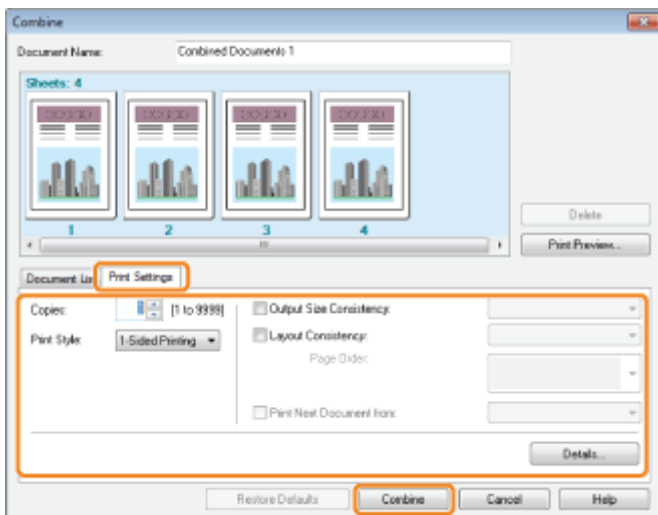 Combine
Document Name: Combined Documents 1
Sheets: 4
1 2 3 4
Delete
Print Preview...
Document List Print Settings
Copies: 1 [1 to 9999] Output Size Consistency:
Print Style: 1-Sided Printing Layout Consistency:
Page Order:
Print Next Document from:
Details...
Restore Defaults Combine Cancel Help